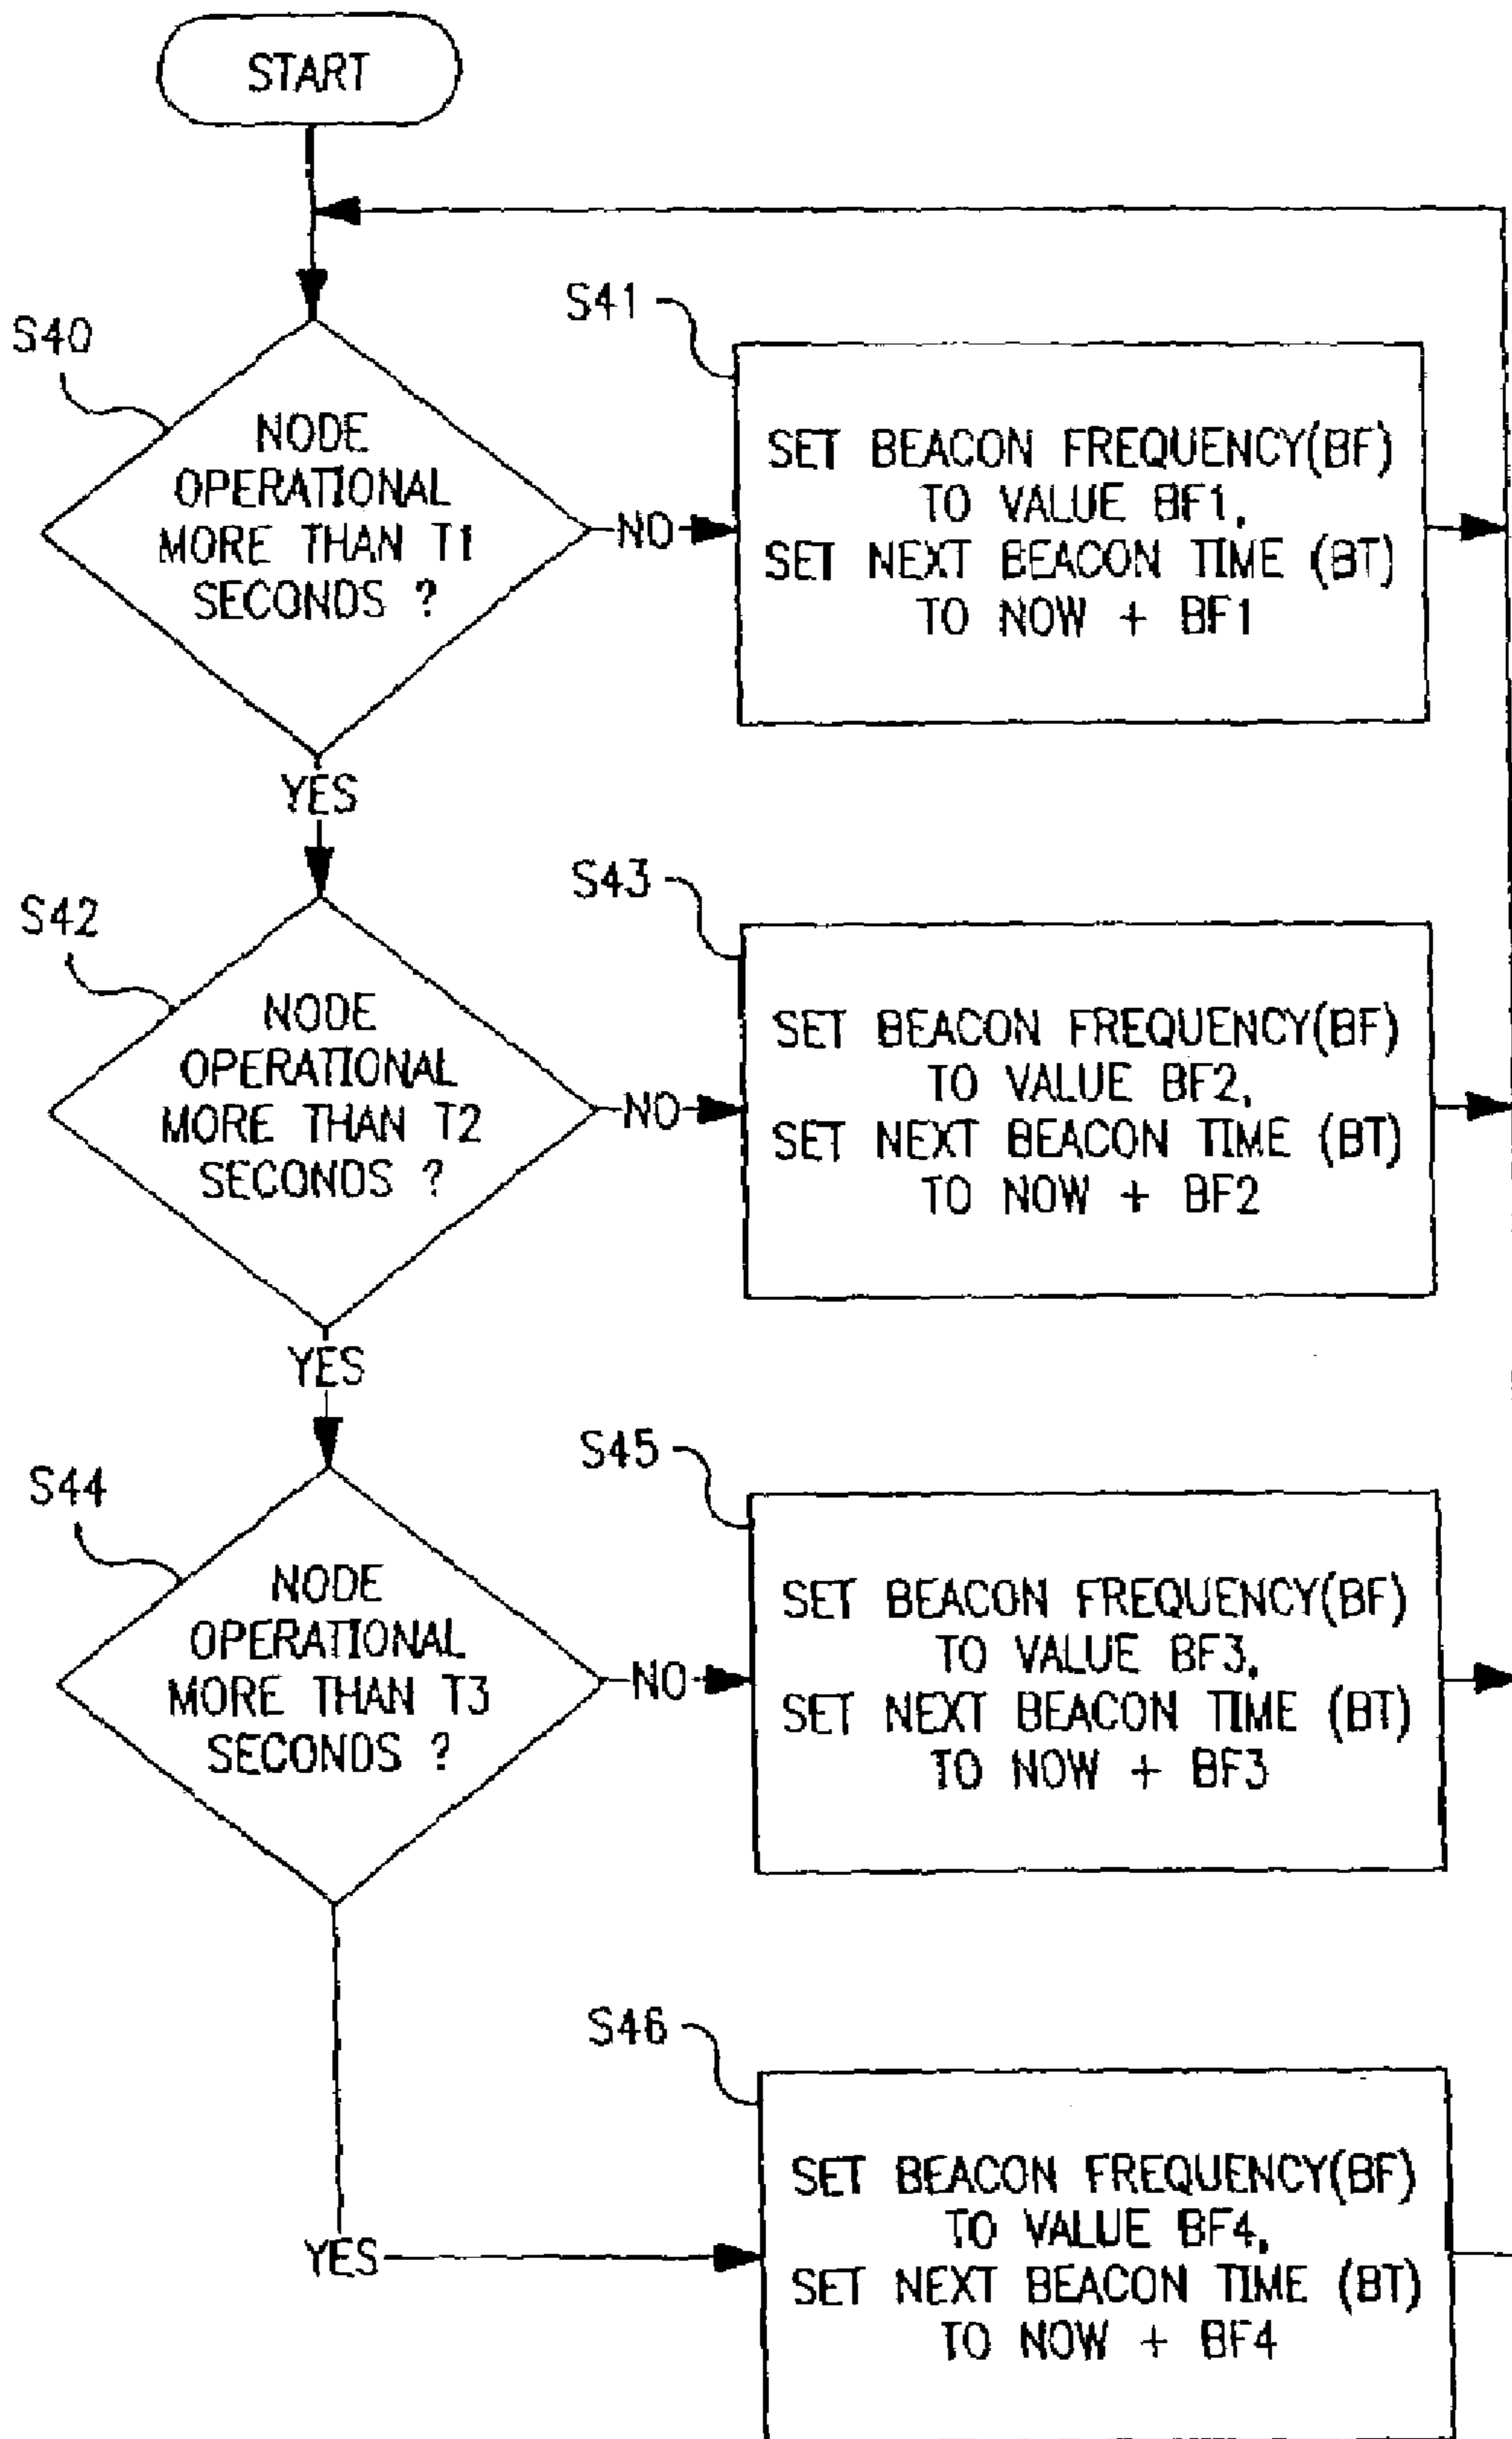 START
S40
NODE
OPERATIONAL
MORE THAN T1
SECONDS ?
NO
S41
SET BEACON FREQUENCY(BF)
TO VALUE BF1,
SET NEXT BEACON TIME (BT)
TO NOW + BF1
YES
S42
NODE
OPERATIONAL
MORE THAN T2
SECONDS ?
NO
S43
SET BEACON FREQUENCY(BF)
TO VALUE BF2,
SET NEXT BEACON TIME (BT)
TO NOW + BF2
YES
S44
NODE
OPERATIONAL
MORE THAN T3
SECONDS ?
NO
S45
SET BEACON FREQUENCY(BF)
TO VALUE BF3,
SET NEXT BEACON TIME (BT)
TO NOW + BF3
YES
S46
SET BEACON FREQUENCY(BF)
TO VALUE BF4,
SET NEXT BEACON TIME (BT)
TO NOW + BF4